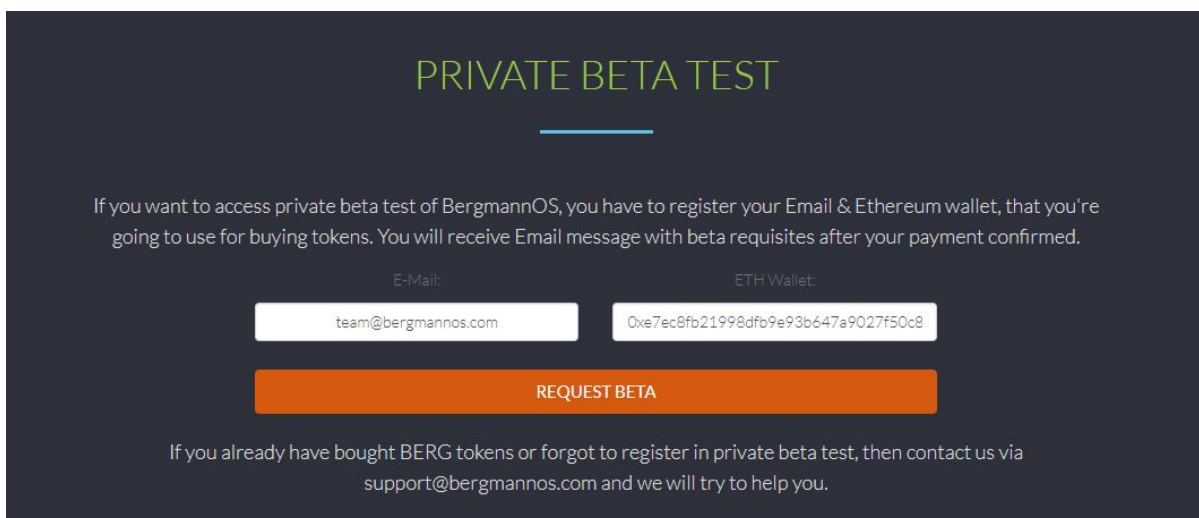 PRIVATE BETA TEST
If you want to access private beta test of BergmannOS, you have to register your Email & Ethereum wallet, that you're
going to use for buying tokens. You will receive Email message with beta requisites after your payment confirmed.
E-Mail: ETH Wallet:
team@bergmannos.com 0xe7ec8fb21998dfb9e93b647a9027f50c8
REQUEST BETA
If you already have bought BERG tokens or forgot to register in private beta test, then contact us via
support@bergmannos.com and we will try to help you.